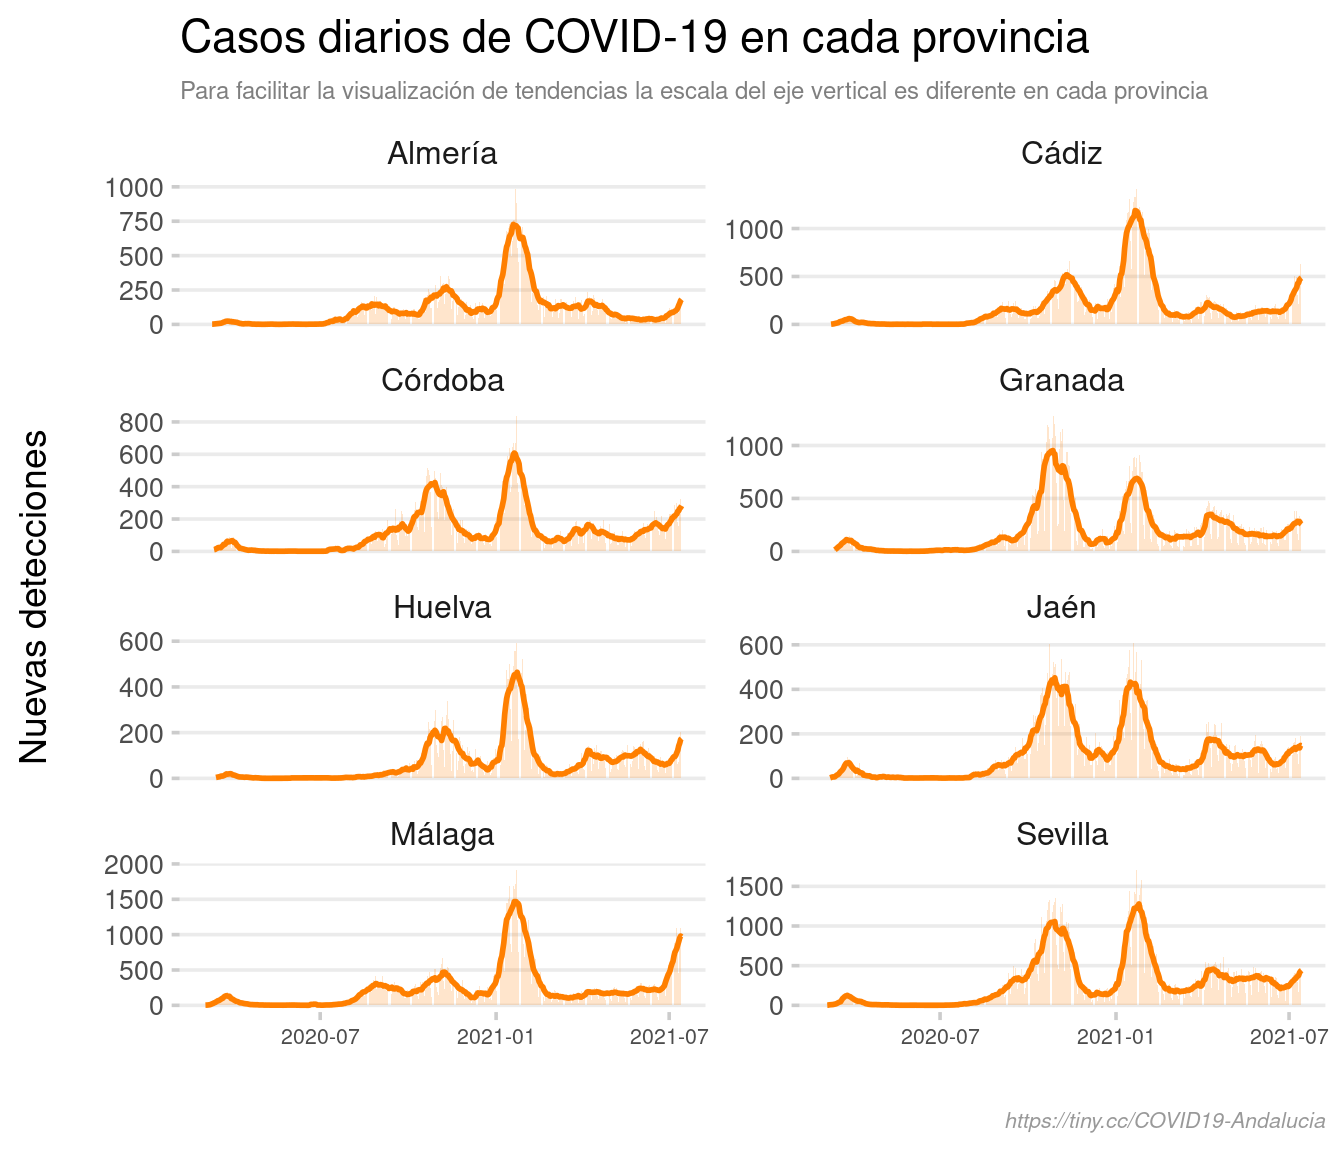 Casos diarios de COVID-19 en cada provincia
Para facilitar la visualización de tendencias la escala del eje vertical es diferente en cada provincia
Nuevas detecciones
Almería
1000
750
500
250
0
Cádiz
1000
500
0
Córdoba
800
600
400
200
0
Granada
1000
500
0
Huelva
600
400
200
0
Jaén
600
400
200
0
Málaga
2000
1500
1000
500
0
2020-07 2021-01 2021-07
Sevilla
1500
1000
500
0
2020-07 2021-01 2021-07
https://tiny.cc/COVID19-Andalucia